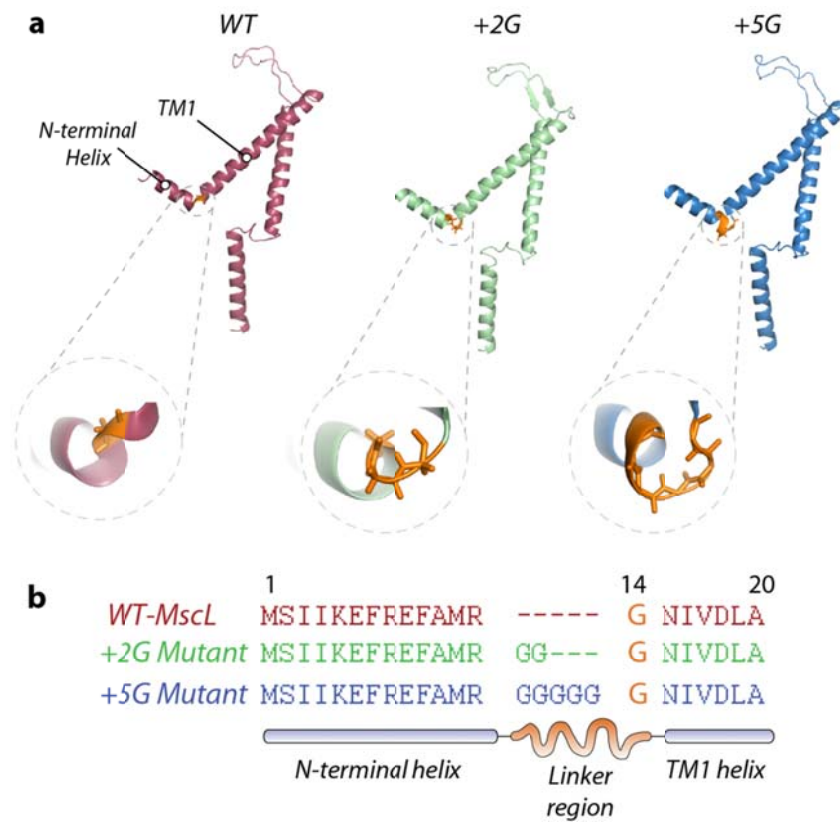 a
WT +2G +5G
TM1
N-terminal
Helix
b
1 14 20
WT-MscL MSIIKEFREFAMR ----- G NIVDLA
+2G Mutant MSIIKEFREFAMR GG--- G NIVDLA
+5G Mutant MSIIKEFREFAMR GGGGG G NIVDLA
N-terminal helix Linker region TM1 helix